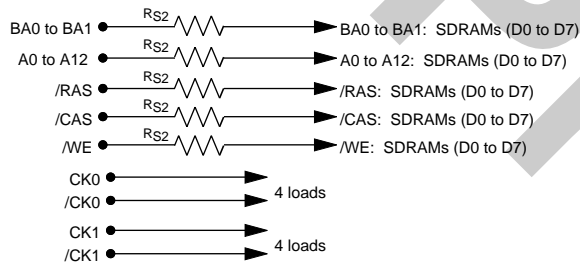 BA0 to BA1 RS2 BA0 to BA1: SDRAMs (D0 to D7)
A0 to A12 RS2 A0 to A12: SDRAMs (D0 to D7)
/RAS RS2 /RAS: SDRAMs (D0 to D7)
/CAS RS2 /CAS: SDRAMs (D0 to D7)
/WE RS2 /WE: SDRAMs (D0 to D7)
CK0
4 loads
/CK0
CK1
4 loads
/CK1